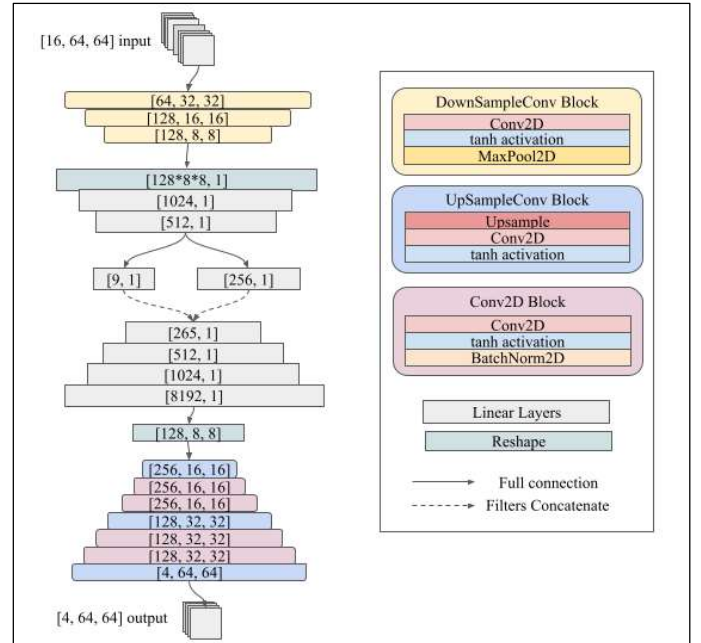 [16, 64, 64] input
[64, 32, 32]
[128, 16, 16]
[128, 8, 8]
[128*8*8, 1]
[1024, 1]
[512, 1]
[9, 1]
[256, 1]
[265, 1]
[512, 1]
[1024, 1]
[8192, 1]
[128, 8, 8]
[256, 16, 16]
[256, 16, 16]
[256, 16, 16]
[128, 32, 32]
[128, 32, 32]
[128, 32, 32]
[4, 64, 64]
[4, 64, 64] output
DownSampleConv Block
Conv2D
tanh activation
MaxPool2D
UpSampleConv Block
Upsample
Conv2D
tanh activation
Conv2D Block
Conv2D
tanh activation
BatchNorm2D
Linear Layers
Reshape
Full connection
Filters Concatenate